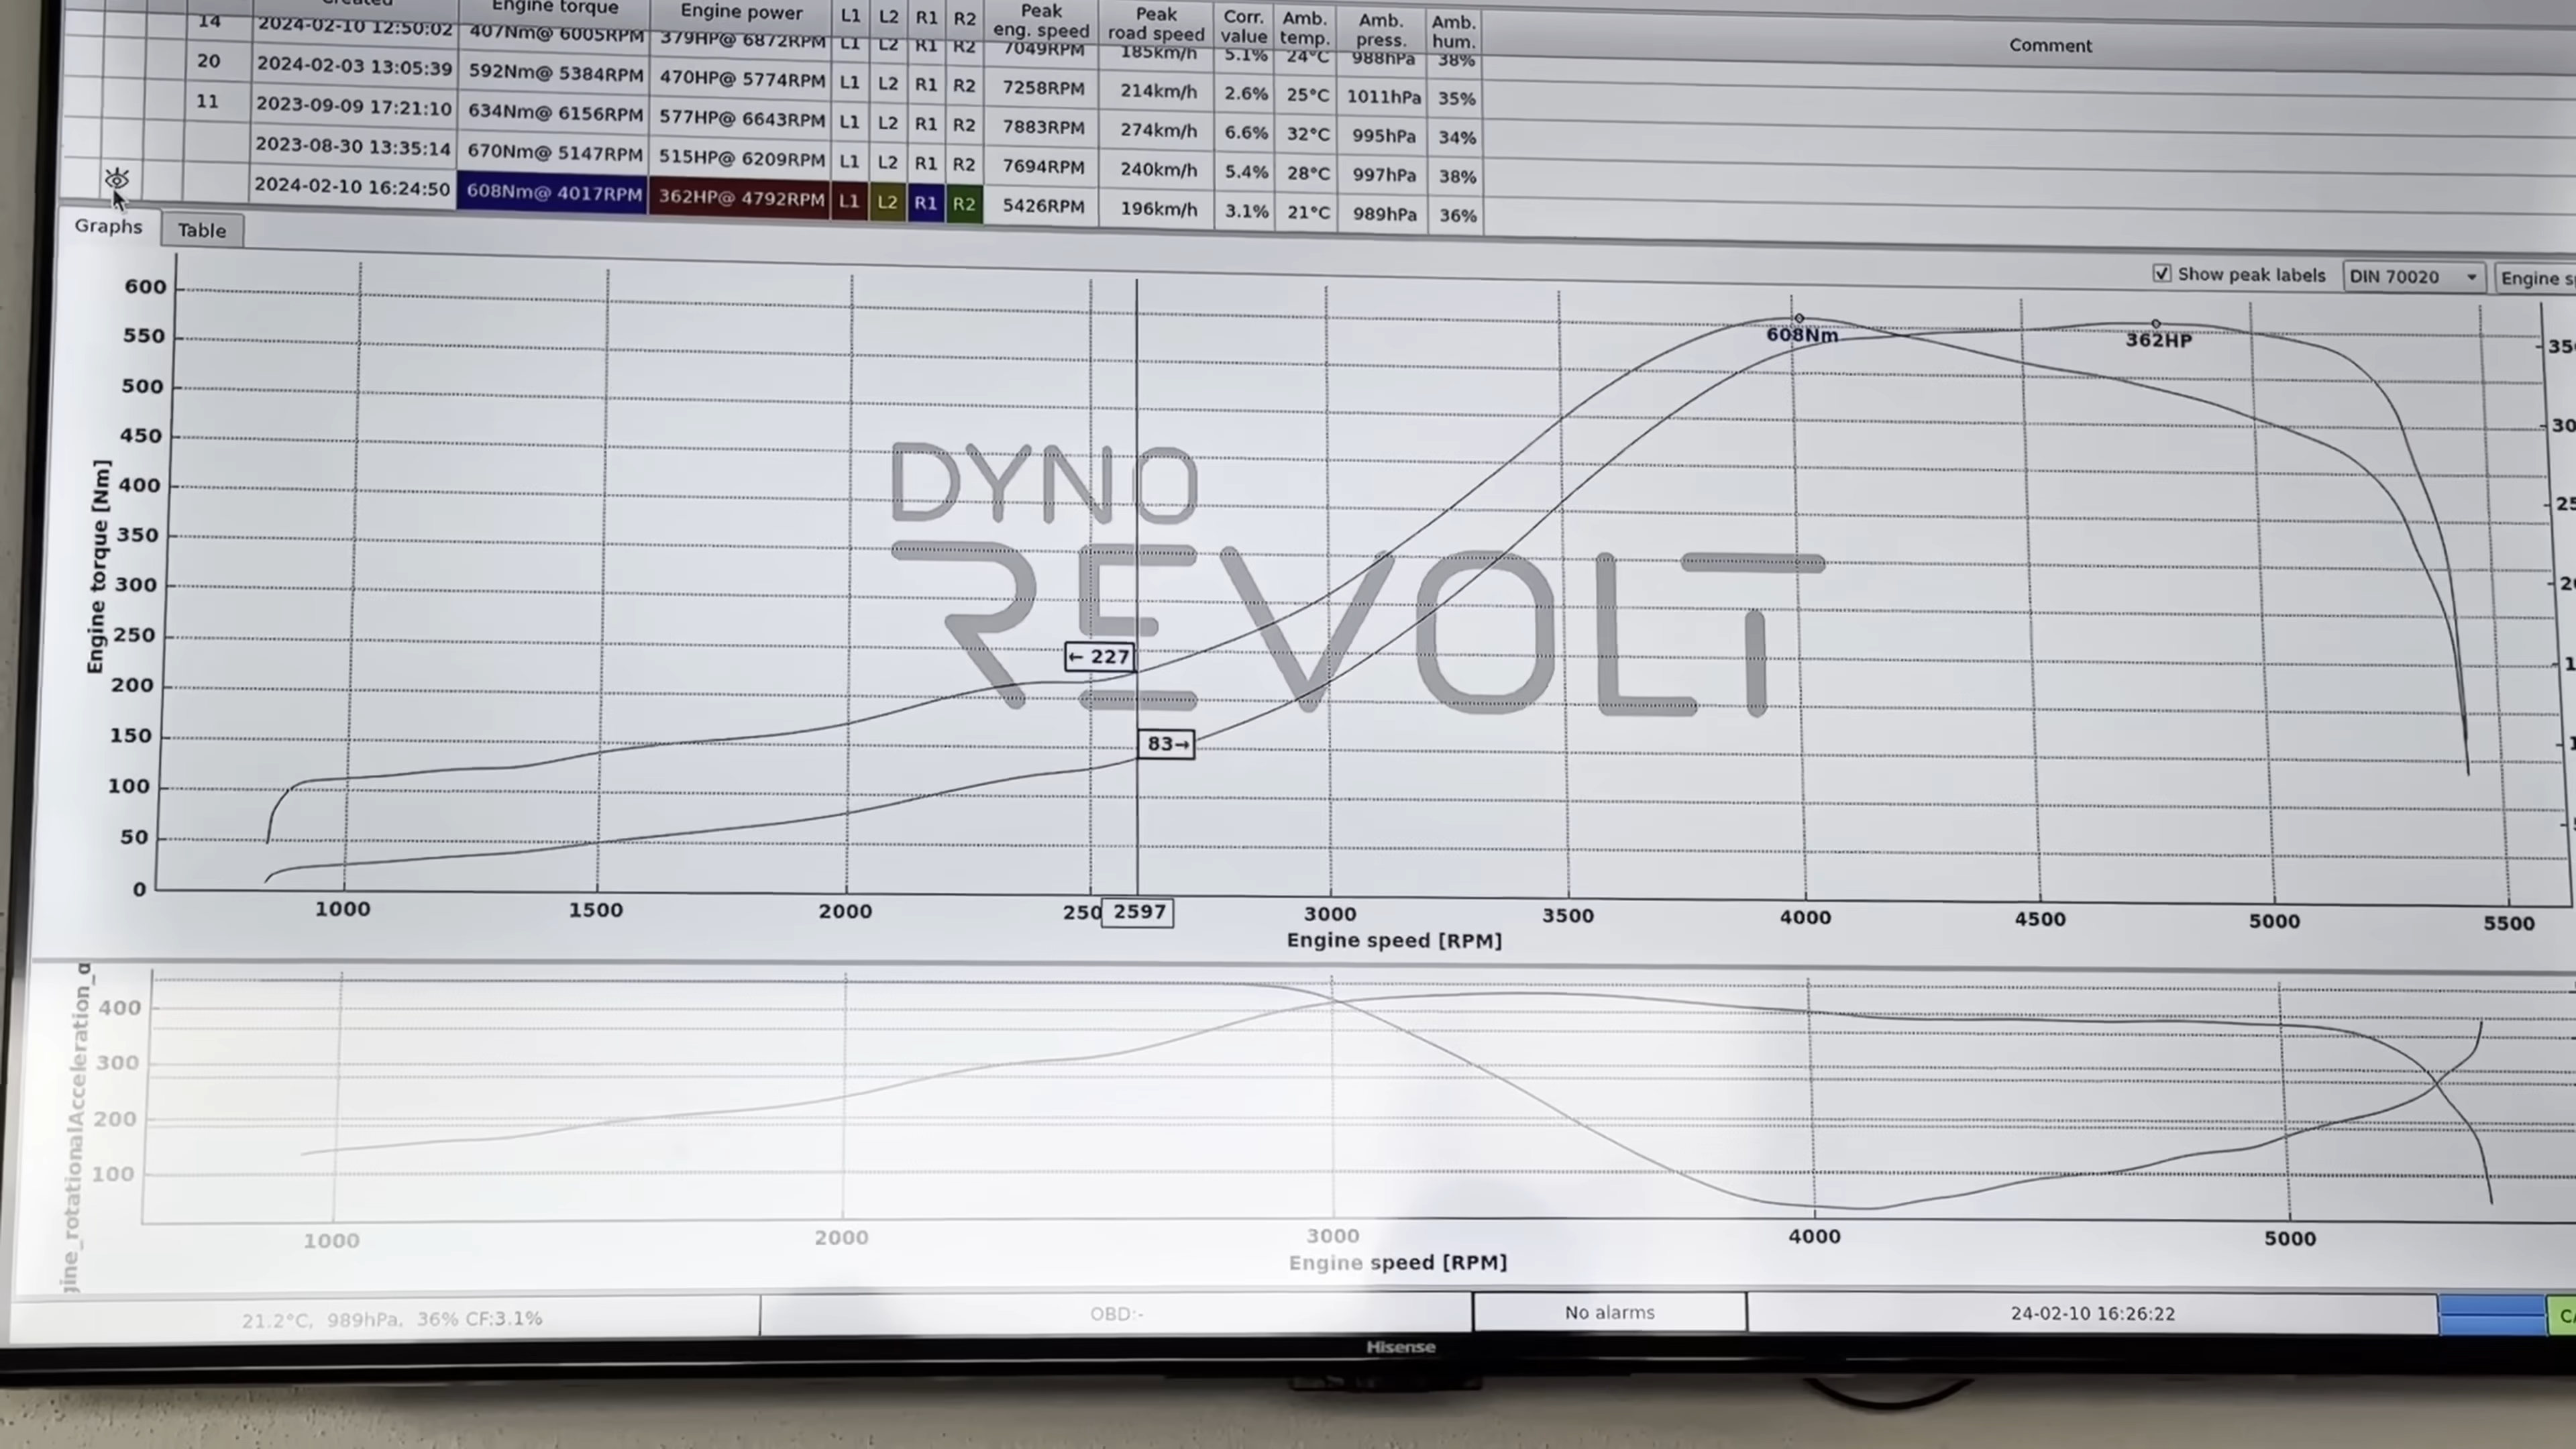 Engine torque Engine power L1 L2 R1 R2 Peak eng. speed Peak road speed Corr. value Amb. temp. Amb. press. Amb. hum. Comment
14 2024-02-10 12:50:02 407Nm@ 6005RPM 379HP@ 6872RPM L1 L2 R1 R2 7049RPM 185km/h 5.1% 24°C 988hPa 38%
20 2024-02-03 13:05:39 592Nm@ 5384RPM 470HP@ 5774RPM L1 L2 R1 R2 7258RPM 214km/h 2.6% 25°C 1011hPa 35%
11 2023-09-09 17:21:10 634Nm@ 6156RPM 577HP@ 6643RPM L1 L2 R1 R2 7883RPM 274km/h 6.6% 32°C 995hPa 34%
2023-08-30 13:35:14 670Nm@ 5147RPM 515HP@ 6209RPM L1 L2 R1 R2 7694RPM 240km/h 5.4% 28°C 997hPa 38%
2024-02-10 16:24:50 608Nm@ 4017RPM 362HP@ 4792RPM L1 L2 R1 R2 5426RPM 196km/h 3.1% 21°C 989hPa 36%
Graphs Table
Show peak labels DIN 70020 Engine s
600
608Nm 362HP
550
500
450
400
350
300
250
200
150
100
50
0
Engine torque [Nm]
DYNO
REVOLT
← 227
83→
1000 1500 2000 250 2597 3000 3500 4000 4500 5000 5500
Engine speed [RPM]
400
300
200
100
gine_rotationalAcceleration_
1000 2000 3000 4000 5000
Engine speed [RPM]
21.2°C, 989hPa, 36% CF:3.1% OBD:- No alarms 24-02-10 16:26:22
Hisense